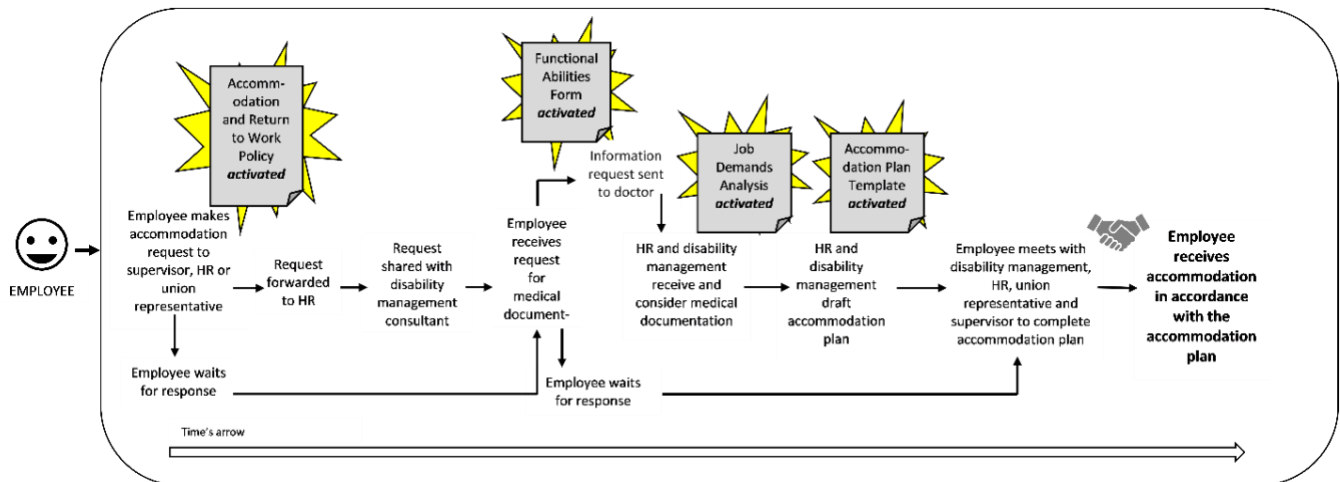 Accomm-
odation
and Return
to Work
Policy
activated
Functional
Abilities
Form
activated
Job
Demands
Analysis
activated
Accommo-
dation Plan
Template
activated
EMPLOYEE
Employee makes
accommodation
request to
supervisor, HR or
union
representative
Request
forwarded
to HR
Request
shared with
disability
management
consultant
Employee
receives
request
for
medical
document-
Information
request sent
to doctor
HR and disability
management
receive and
consider medical
documentation
HR and
disability
management
draft
accommodation
plan
Employee meets with
disability management,
HR, union
representative and
supervisor to complete
accommodation plan
Employee
receives
accommodation
in accordance
with the
accommodation
plan
Employee waits
for response
Employee waits
for response
Time's arrow